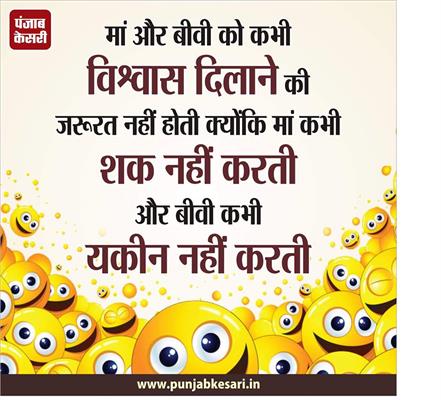 पंजाब
केसरी
मां और बीवी को कभी
विश्वास दिलाने की
जरूरत नहीं होती क्योंकि मां कभी
शक नहीं करती
और बीवी कभी
यकीन नहीं करती
www.punjabkesari.in